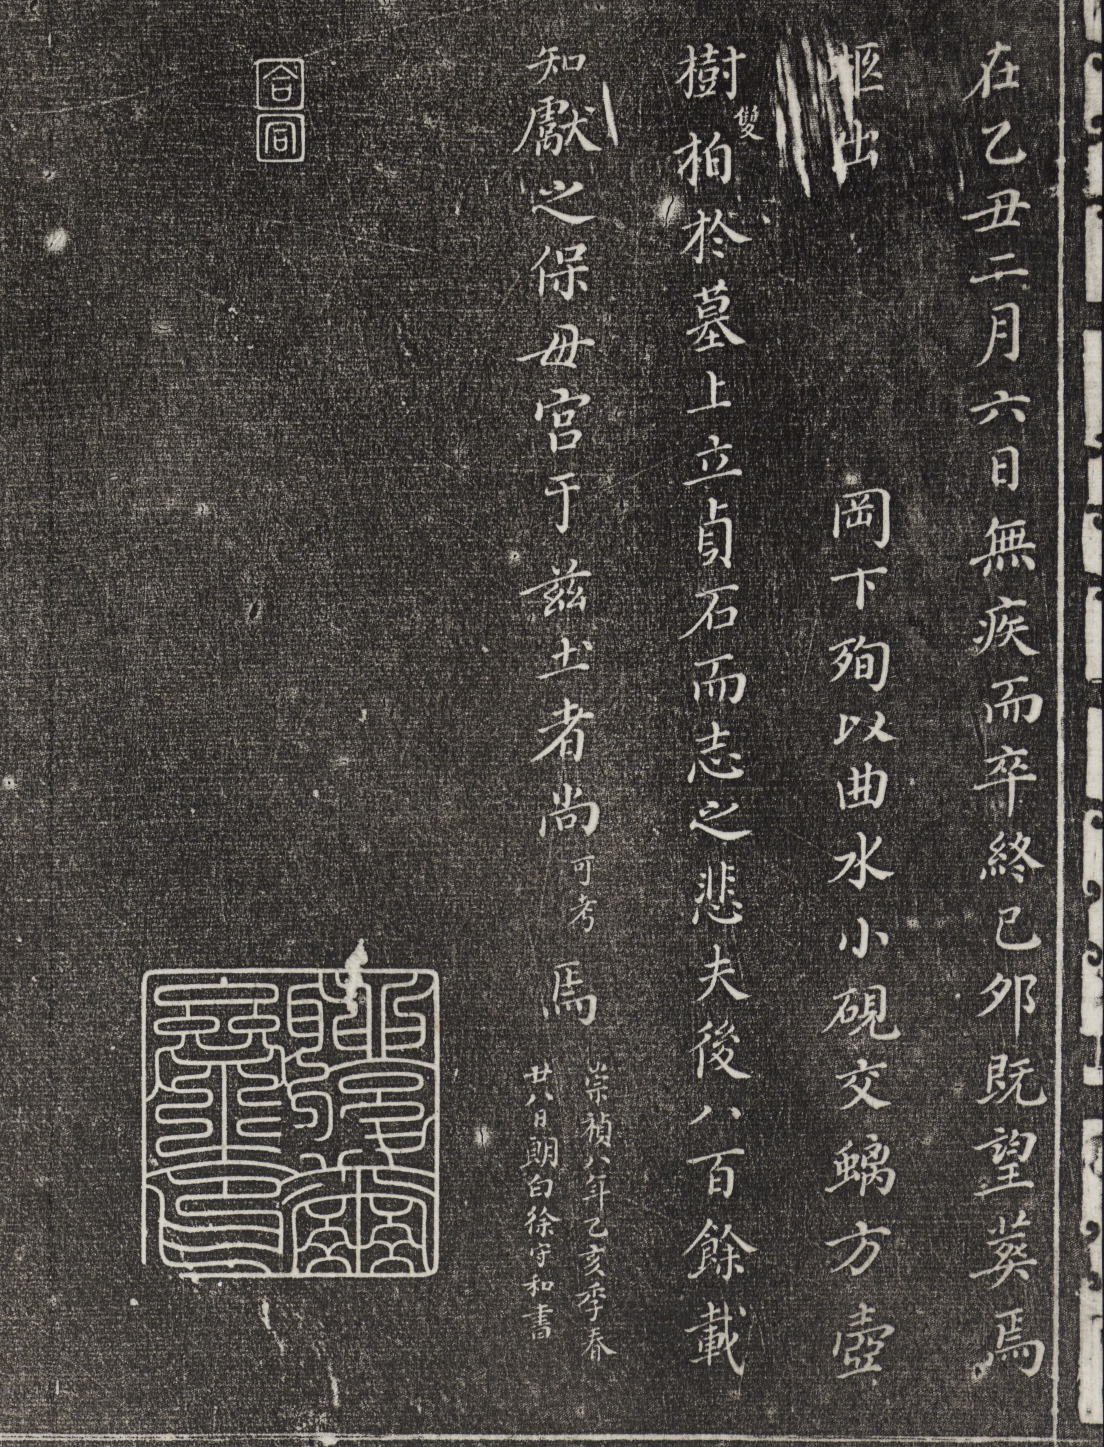 在乙丑二月六日無疾而卒終已夘既望葬焉
柩出 岡下殉以曲水小硯交螭方壺
樹雙柏於墓上立貞石而志之悲夫後八百餘載
知獻之保母宮于茲土者尚可考焉
崇禎八年乙亥季春
廿八日朗白徐守和書
合同